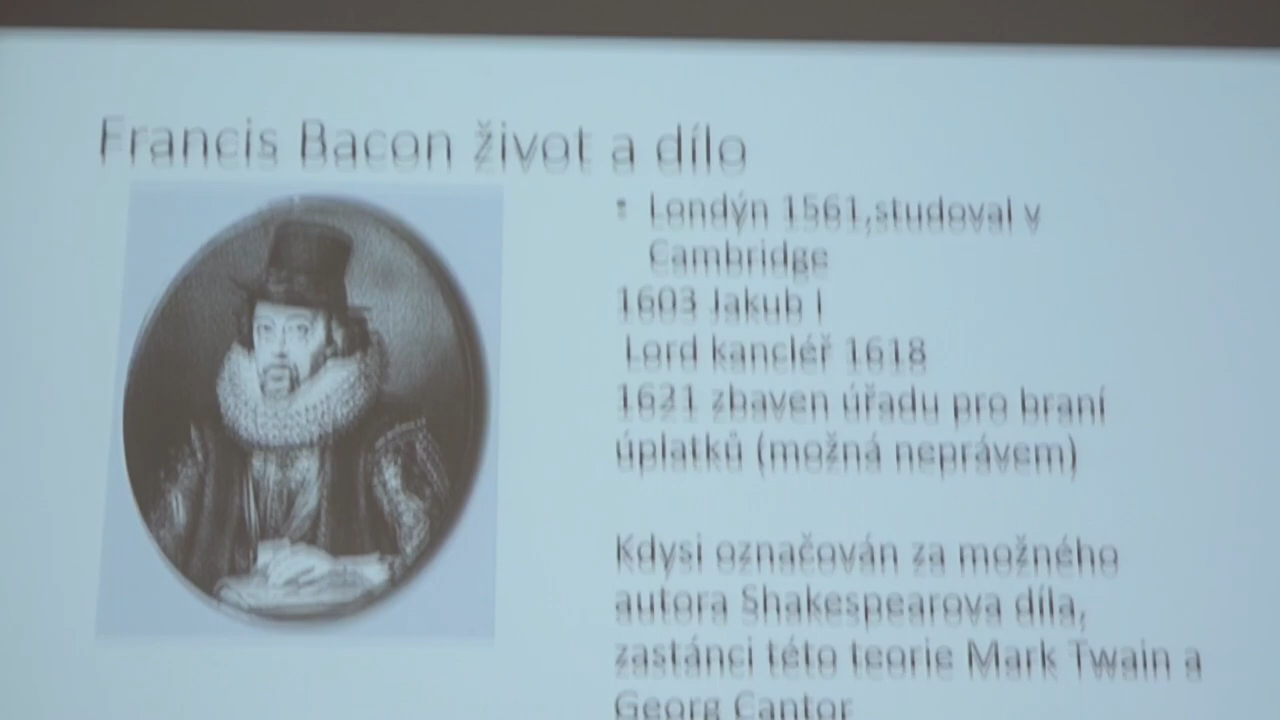 Francis Bacon život a dílo
• Londýn 1561,studoval v
Cambridge
1603 Jakub I
Lord kancléř 1618
1621 zbaven úřadu pro braní
úplatků (možná neprávem)
Kdysi označován za možného
autora Shakespearova díla,
zastánci této teorie Mark Twain a
Georg Cantor